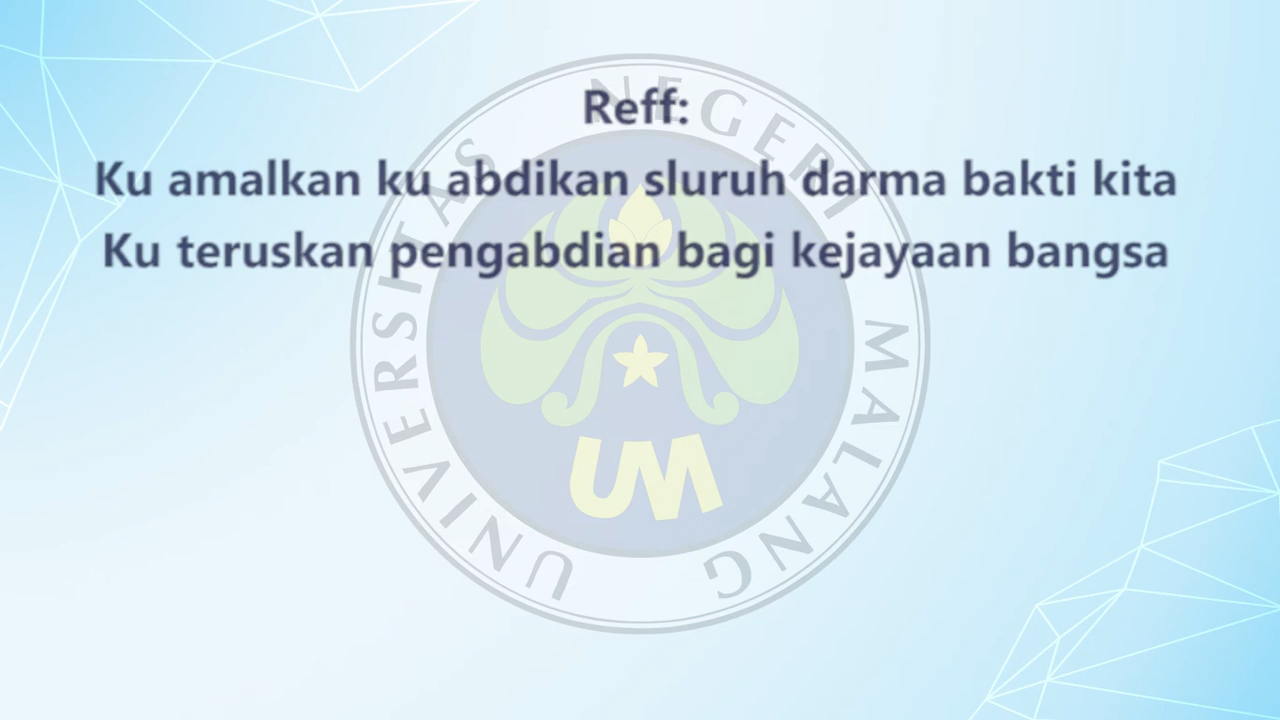 Reff:
Ku amalkan ku abdikan sluruh darma bakti kita
Ku teruskan pengabdian bagi kejayaan bangsa
UNIVERSITAS NEGERI MALANG
UM